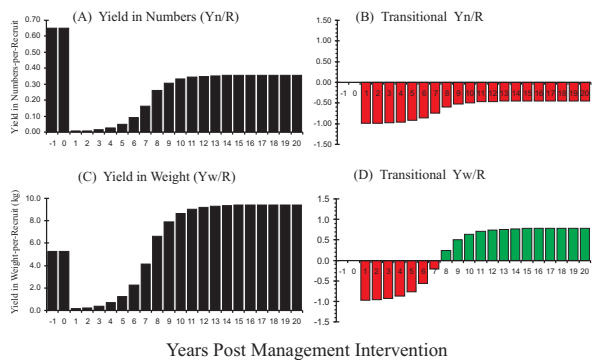 (A) Yield in Numbers (Yn/R)
Yield in Numbers-per-Recruit
0.70
0.60
0.50
0.40
0.30
0.20
0.10
0.00
-1 0 1 2 3 4 5 6 7 8 9 10 11 12 13 14 15 16 17 18 19 20
(B) Transitional Yn/R
1.50
1.00
0.50
0.00
-0.50
-1.00
-1.50
-1 0 1 2 3 4 5 6 7 8 9 10 11 12 13 14 15 16 17 18 19 20
(C) Yield in Weight (Yw/R)
Yield in Weight-per-Recruit (kg)
10.0
8.0
6.0
4.0
2.0
0.0
-1 0 1 2 3 4 5 6 7 8 9 10 11 12 13 14 15 16 17 18 19 20
(D) Transitional Yw/R
1.5
1.0
0.5
0.0
-0.5
-1.0
-1.5
-1 0 1 2 3 4 5 6 7 8 9 10 11 12 13 14 15 16 17 18 19 20
Years Post Management Intervention